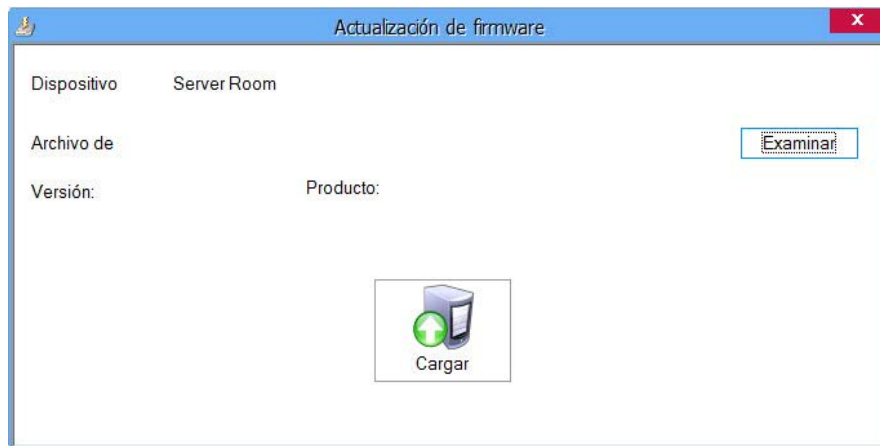 Actualización de firmware
x
Dispositivo Server Room
Archivo de
Examinar
Versión:
Producto:
Cargar